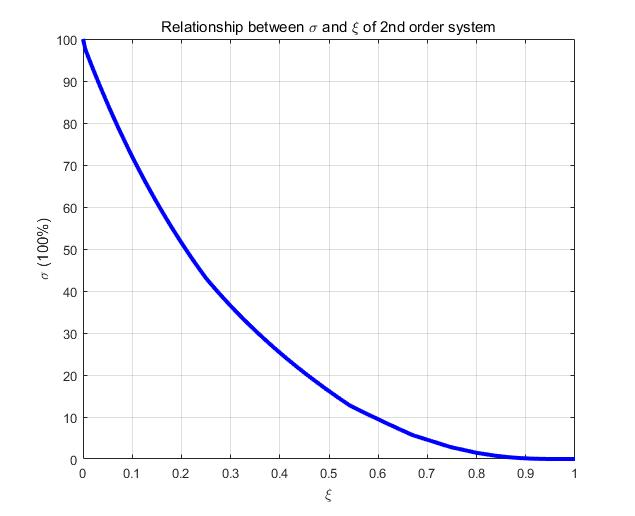 Relationship between σ and ξ of 2nd order system
100
90
80
70
60
50
40
30
20
10
0
σ (100%)
0 0.1 0.2 0.3 0.4 0.5 0.6 0.7 0.8 0.9 1
ξ